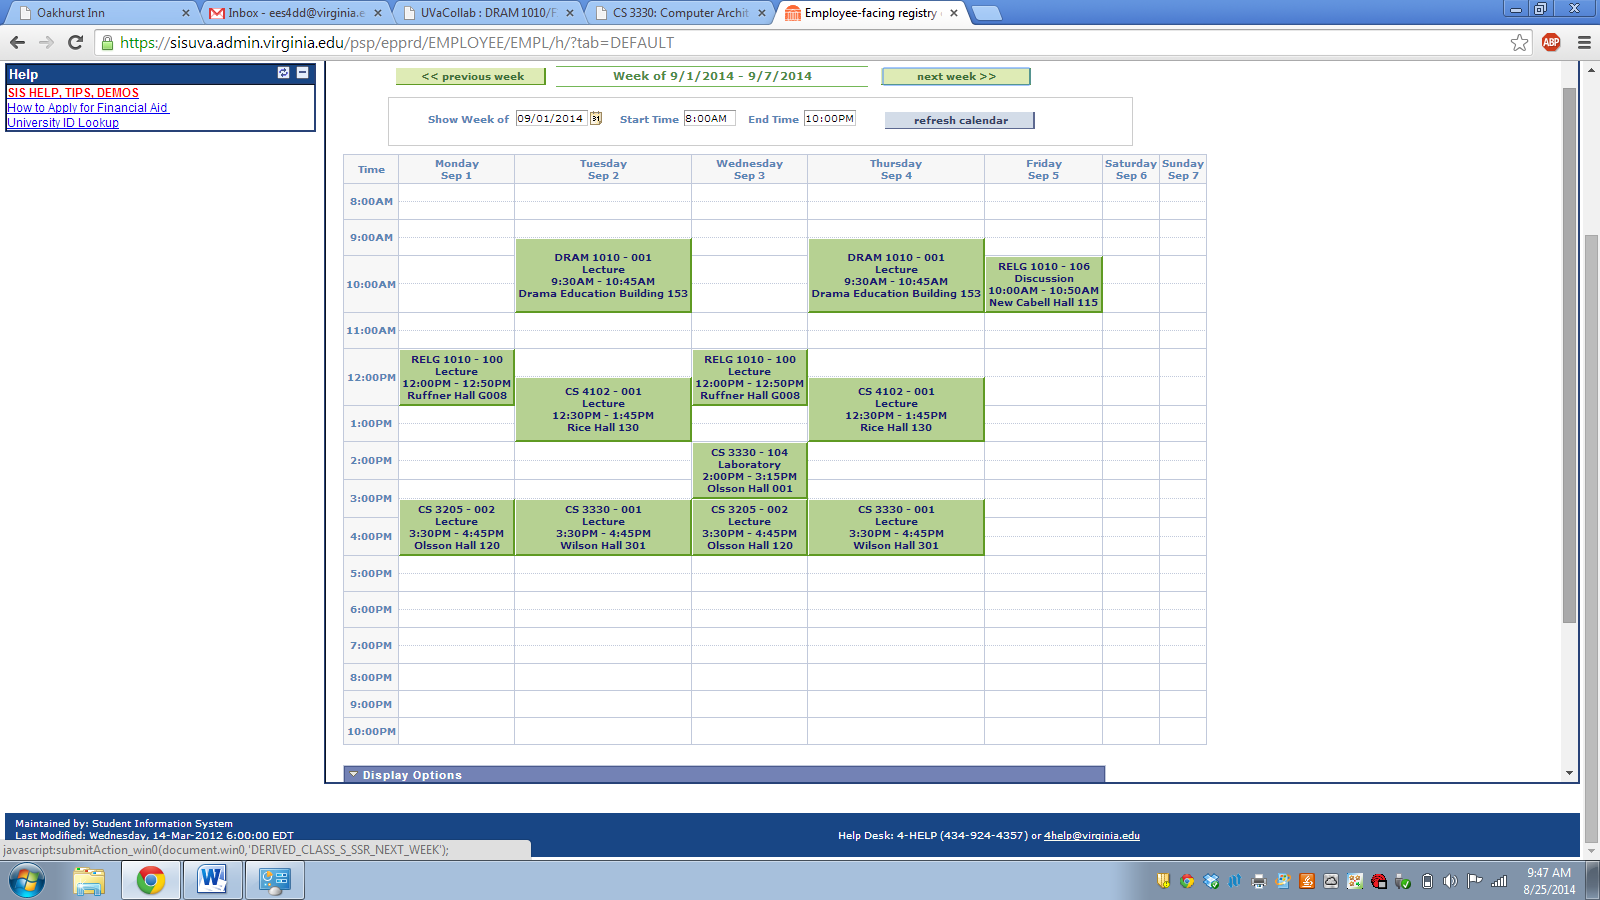 Oakhurst Inn
Inbox - ees4dd@virginia.e
UVaCollab : DRAM 1010/F
CS 3330: Computer Archit
Employee-facing registry
https://sisuva.admin.virginia.edu/psp/epprd/EMPLOYEE/EMPL/h/?tab=DEFAULT
ABP
Help
SIS HELP, TIPS, DEMOS
How to Apply for Financial Aid
University ID Lookup
<< previous week
Week of 9/1/2014 - 9/7/2014
next week >>
Show Week of 09/01/2014 31 Start Time 8:00AM End Time 10:00PM
refresh calendar
Time
Monday
Sep 1
Tuesday
Sep 2
Wednesday
Sep 3
Thursday
Sep 4
Friday
Sep 5
Saturday
Sep 6
Sunday
Sep 7
8:00AM
9:00AM
DRAM 1010 - 001
Lecture
9:30AM - 10:45AM
Drama Education Building 153
DRAM 1010 - 001
Lecture
9:30AM - 10:45AM
Drama Education Building 153
10:00AM
RELG 1010 - 106
Discussion
10:00AM - 10:50AM
New Cabell Hall 115
11:00AM
12:00PM
RELG 1010 - 100
Lecture
12:00PM - 12:50PM
Ruffner Hall G008
CS 4102 - 001
Lecture
12:30PM - 1:45PM
Rice Hall 130
RELG 1010 - 100
Lecture
12:00PM - 12:50PM
Ruffner Hall G008
CS 4102 - 001
Lecture
12:30PM - 1:45PM
Rice Hall 130
1:00PM
2:00PM
CS 3330 - 104
Laboratory
2:00PM - 3:15PM
Olsson Hall 001
3:00PM
CS 3205 - 002
Lecture
3:30PM - 4:45PM
Olsson Hall 120
CS 3330 - 001
Lecture
3:30PM - 4:45PM
Wilson Hall 301
CS 3205 - 002
Lecture
3:30PM - 4:45PM
Olsson Hall 120
CS 3330 - 001
Lecture
3:30PM - 4:45PM
Wilson Hall 301
4:00PM
5:00PM
6:00PM
7:00PM
8:00PM
9:00PM
10:00PM
Display Options
Maintained by: Student Information System
Last Modified: Wednesday, 14-Mar-2012 6:00:00 EDT
Help Desk: 4-HELP (434-924-4357) or 4help@virginia.edu
javascript:submitAction_win0(document.win0,'DERIVED_CLASS_S_SSR_NEXT_WEEK');
W
9:47 AM
8/25/2014